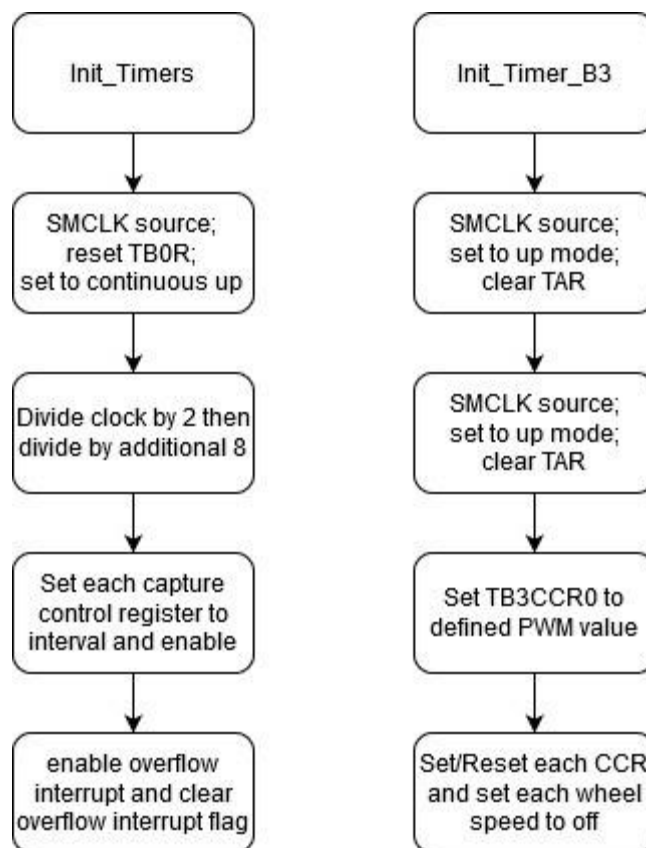 Init_Timers
SMCLK source;
reset TB0R;
set to continuous up
Divide clock by 2 then
divide by additional 8
Set each capture
control register to
interval and enable
enable overflow
interrupt and clear
overflow interrupt flag
Init_Timer_B3
SMCLK source;
set to up mode;
clear TAR
SMCLK source;
set to up mode;
clear TAR
Set TB3CCR0 to
defined PWM value
Set/Reset each CCR
and set each wheel
speed to off